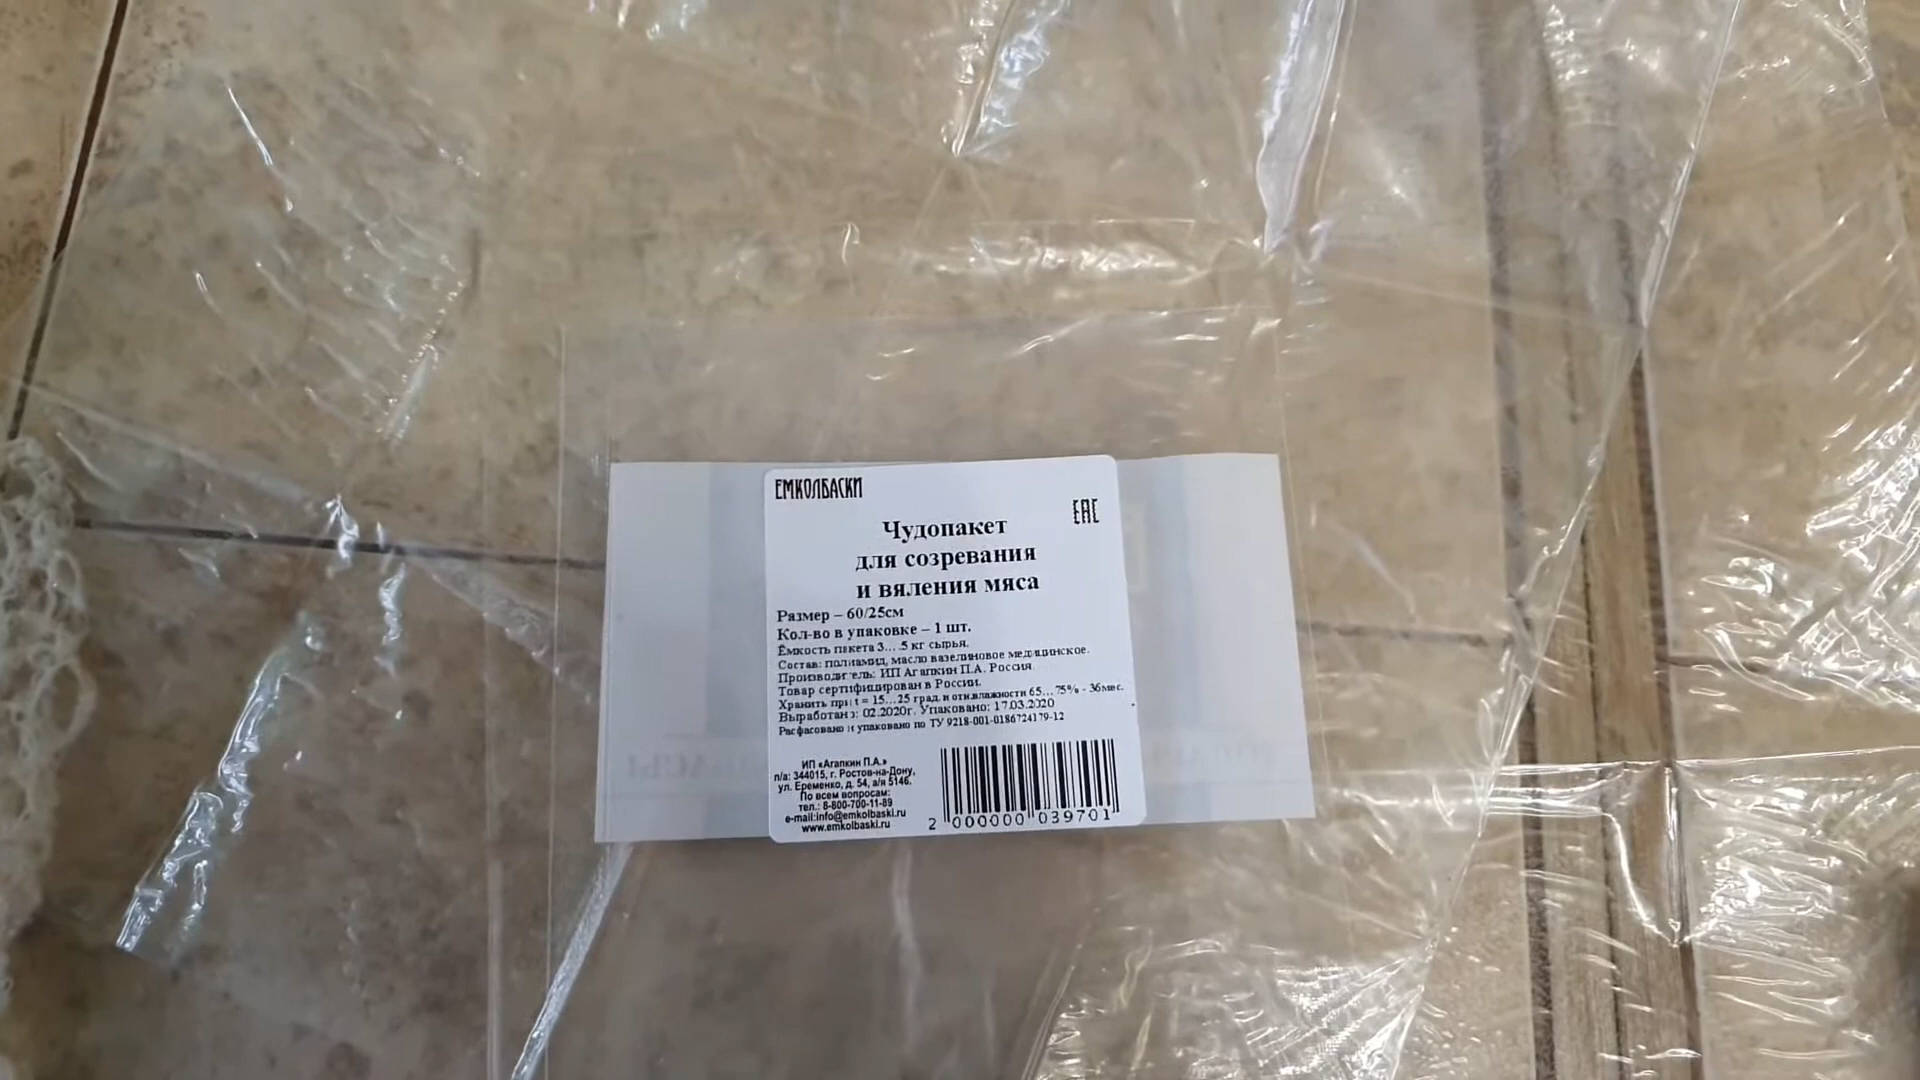 ЕМКОЛБАСКИ
ЕАС
Чудопакет
для созревания
и вяления мяса
Размер – 60/25см
Кол-во в упаковке – 1 шт.
Ёмкость пакета 3....5 кг сырья.
Состав: полиамид, масло вазелиновое медицинское.
Производитель: ИП Агапкин П.А. Россия
Товар сертифицирован в России.
Хранить при t = 15...25 град. и отн.влажности 65...75% - 36мес.
Выработано: 02.2020г. Упаковано: 17.03.2020
Расфасовано и упаковано по ТУ 9218-001-0186724179-12
ИП «Агапкин П.А.»
п/а: 344015, г. Ростов-на-Дону,
ул. Еременко, д. 54, а/я 5146.
По всем вопросам:
тел.: 8-800-700-11-89
e-mail:info@emkolbaski.ru
www.emkolbaski.ru
2 000000 039701